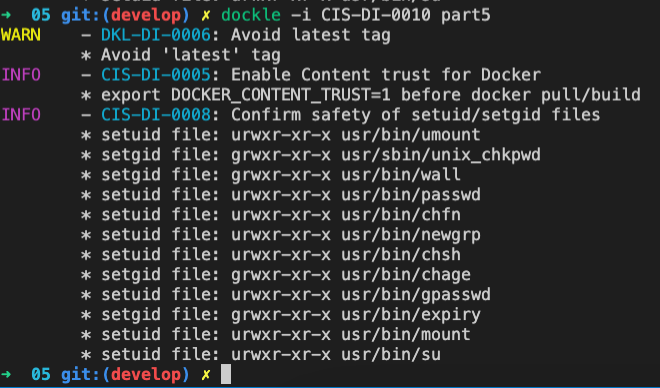 → 05 git:(develop) ✗ dockle -i CIS-DI-0010 part5
WARN - DKL-DI-0006: Avoid latest tag
* Avoid 'latest' tag
INFO - CIS-DI-0005: Enable Content trust for Docker
* export DOCKER_CONTENT_TRUST=1 before docker pull/build
INFO - CIS-DI-0008: Confirm safety of setuid/setgid files
* setuid file: urwxr-xr-x usr/bin/umount
* setgid file: grwxr-xr-x usr/sbin/unix_chkpwd
* setgid file: grwxr-xr-x usr/bin/wall
* setuid file: urwxr-xr-x usr/bin/passwd
* setuid file: urwxr-xr-x usr/bin/chfn
* setuid file: urwxr-xr-x usr/bin/newgrp
* setuid file: urwxr-xr-x usr/bin/chsh
* setgid file: grwxr-xr-x usr/bin/chage
* setuid file: urwxr-xr-x usr/bin/gpasswd
* setgid file: grwxr-xr-x usr/bin/expiry
* setuid file: urwxr-xr-x usr/bin/mount
* setuid file: urwxr-xr-x usr/bin/su
→ 05 git:(develop) ✗